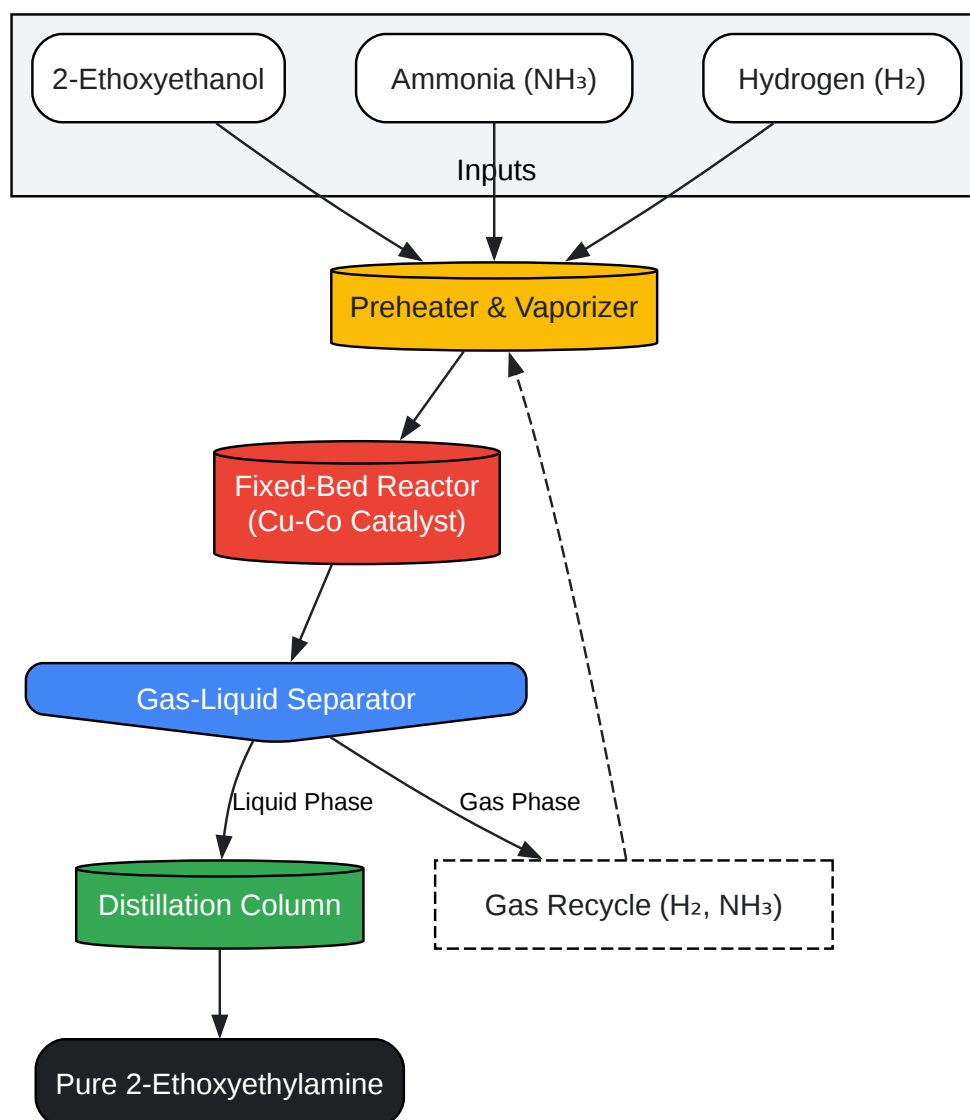 2-Ethoxyethanol
Ammonia (NH₃)
Hydrogen (H₂)
Inputs
Preheater & Vaporizer
Fixed-Bed Reactor
(Cu-Co Catalyst)
Gas-Liquid Separator
Liquid Phase
Gas Phase
Distillation Column
Gas Recycle (H₂, NH₃)
Pure 2-Ethoxyethylamine